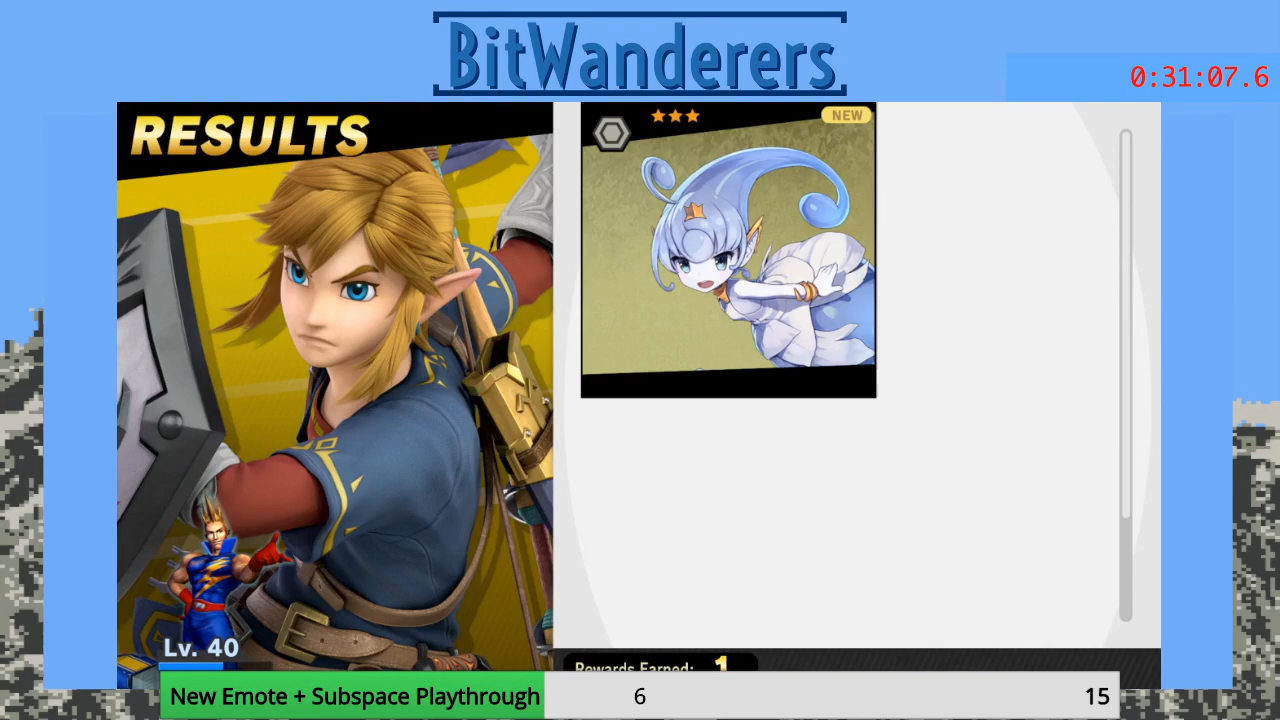 BitWanderers
0:31:07.6
RESULTS
NEW
Lv. 40
Rewards Earned: 1
New Emote + Subspace Playthrough 6 15